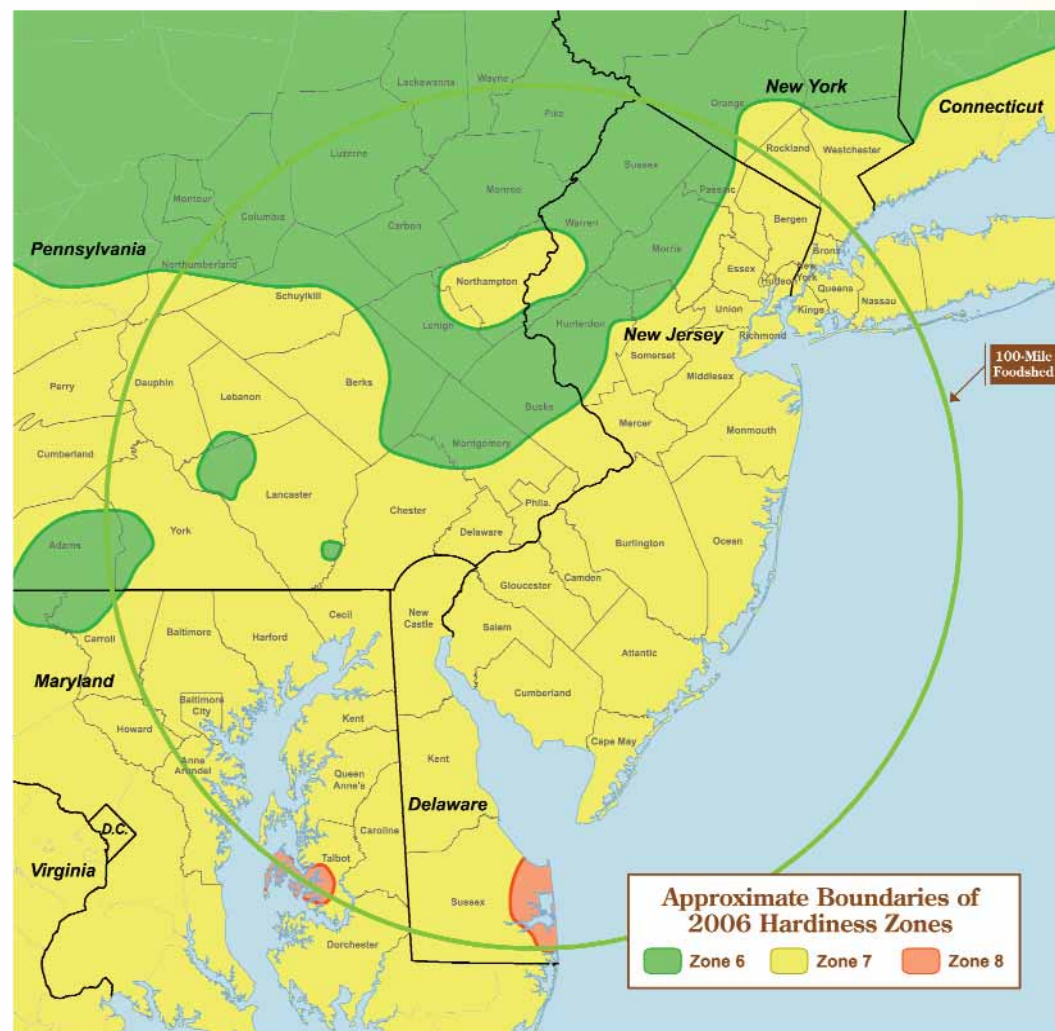 New York
Connecticut
Wayne
Lackawanna
Pike
Orange
Rockland
Westchester
Luzerne
Sussex
Monroe
Passaic
Montour
Columbia
Carbon
Warren
Bergen
Pennsylvania
Morris
Bronx
Northumberland
Essex
New
York
Hudson
Northampton
Queens
Nassau
Schuylkill
Union
Kings
Lehigh
Hunterdon
New Jersey
Richmond
Somerset
100-Mile
Foodshed
Middlesex
Perry
Dauphin
Berks
Lebanon
Bucks
Mercer
Monmouth
Montgomery
Cumberland
Lancaster
Phila.
Chester
York
Delaware
Adams
Burlington
Ocean
Camden
Gloucester
Cecil
New
Castle
Salem
Carroll
Baltimore
Harford
Atlantic
Maryland
Cumberland
Baltimore
City
Kent
Howard
Cape May
Anne
Arundel
Kent
Queen
Anne's
Delaware
D.C.
Caroline
Virginia
Talbot
Sussex
Dorchester
Approximate Boundaries of
2006 Hardiness Zones
Zone 6
Zone 7
Zone 8